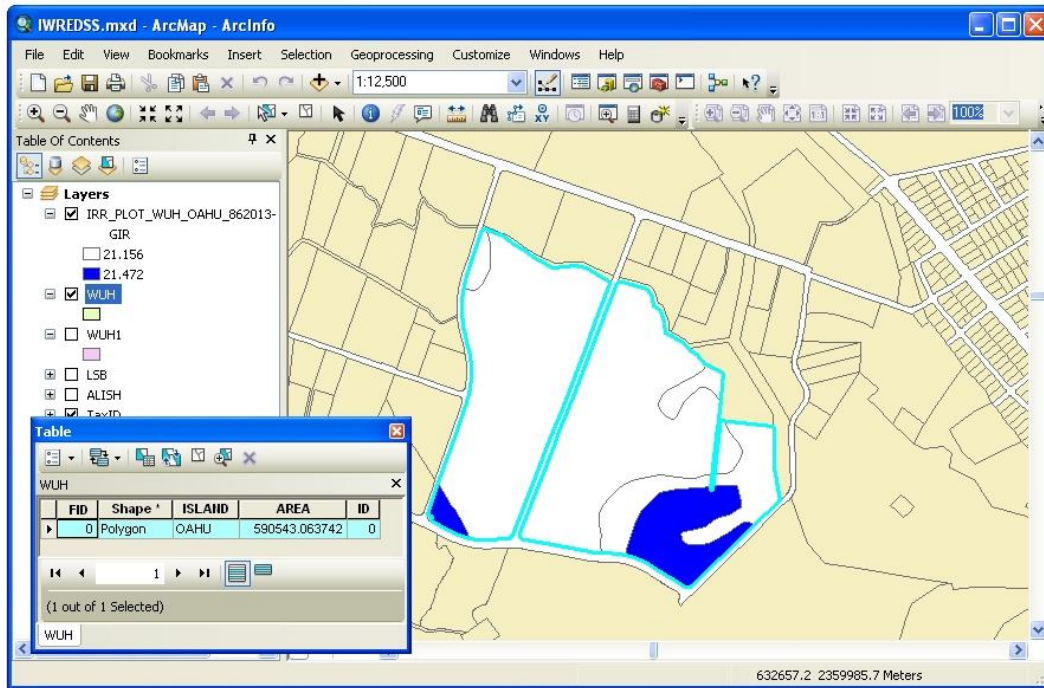 IWREDSS.mxd - ArcMap - ArcInfo
File Edit View Bookmarks Insert Selection Geoprocessing Customize Windows Help
1:12,500
100%
Table Of Contents
Layers
IRR_PLOT_WUH_OAHU_862013-
GIR
21.156
21.472
WUH
WUH1
LSB
ALISH
TaxID
Table
WUH
FID Shape * ISLAND AREA ID
0 Polygon OAHU 590543.063742 0
1
(1 out of 1 Selected)
WUH
632657.2 2359985.7 Meters